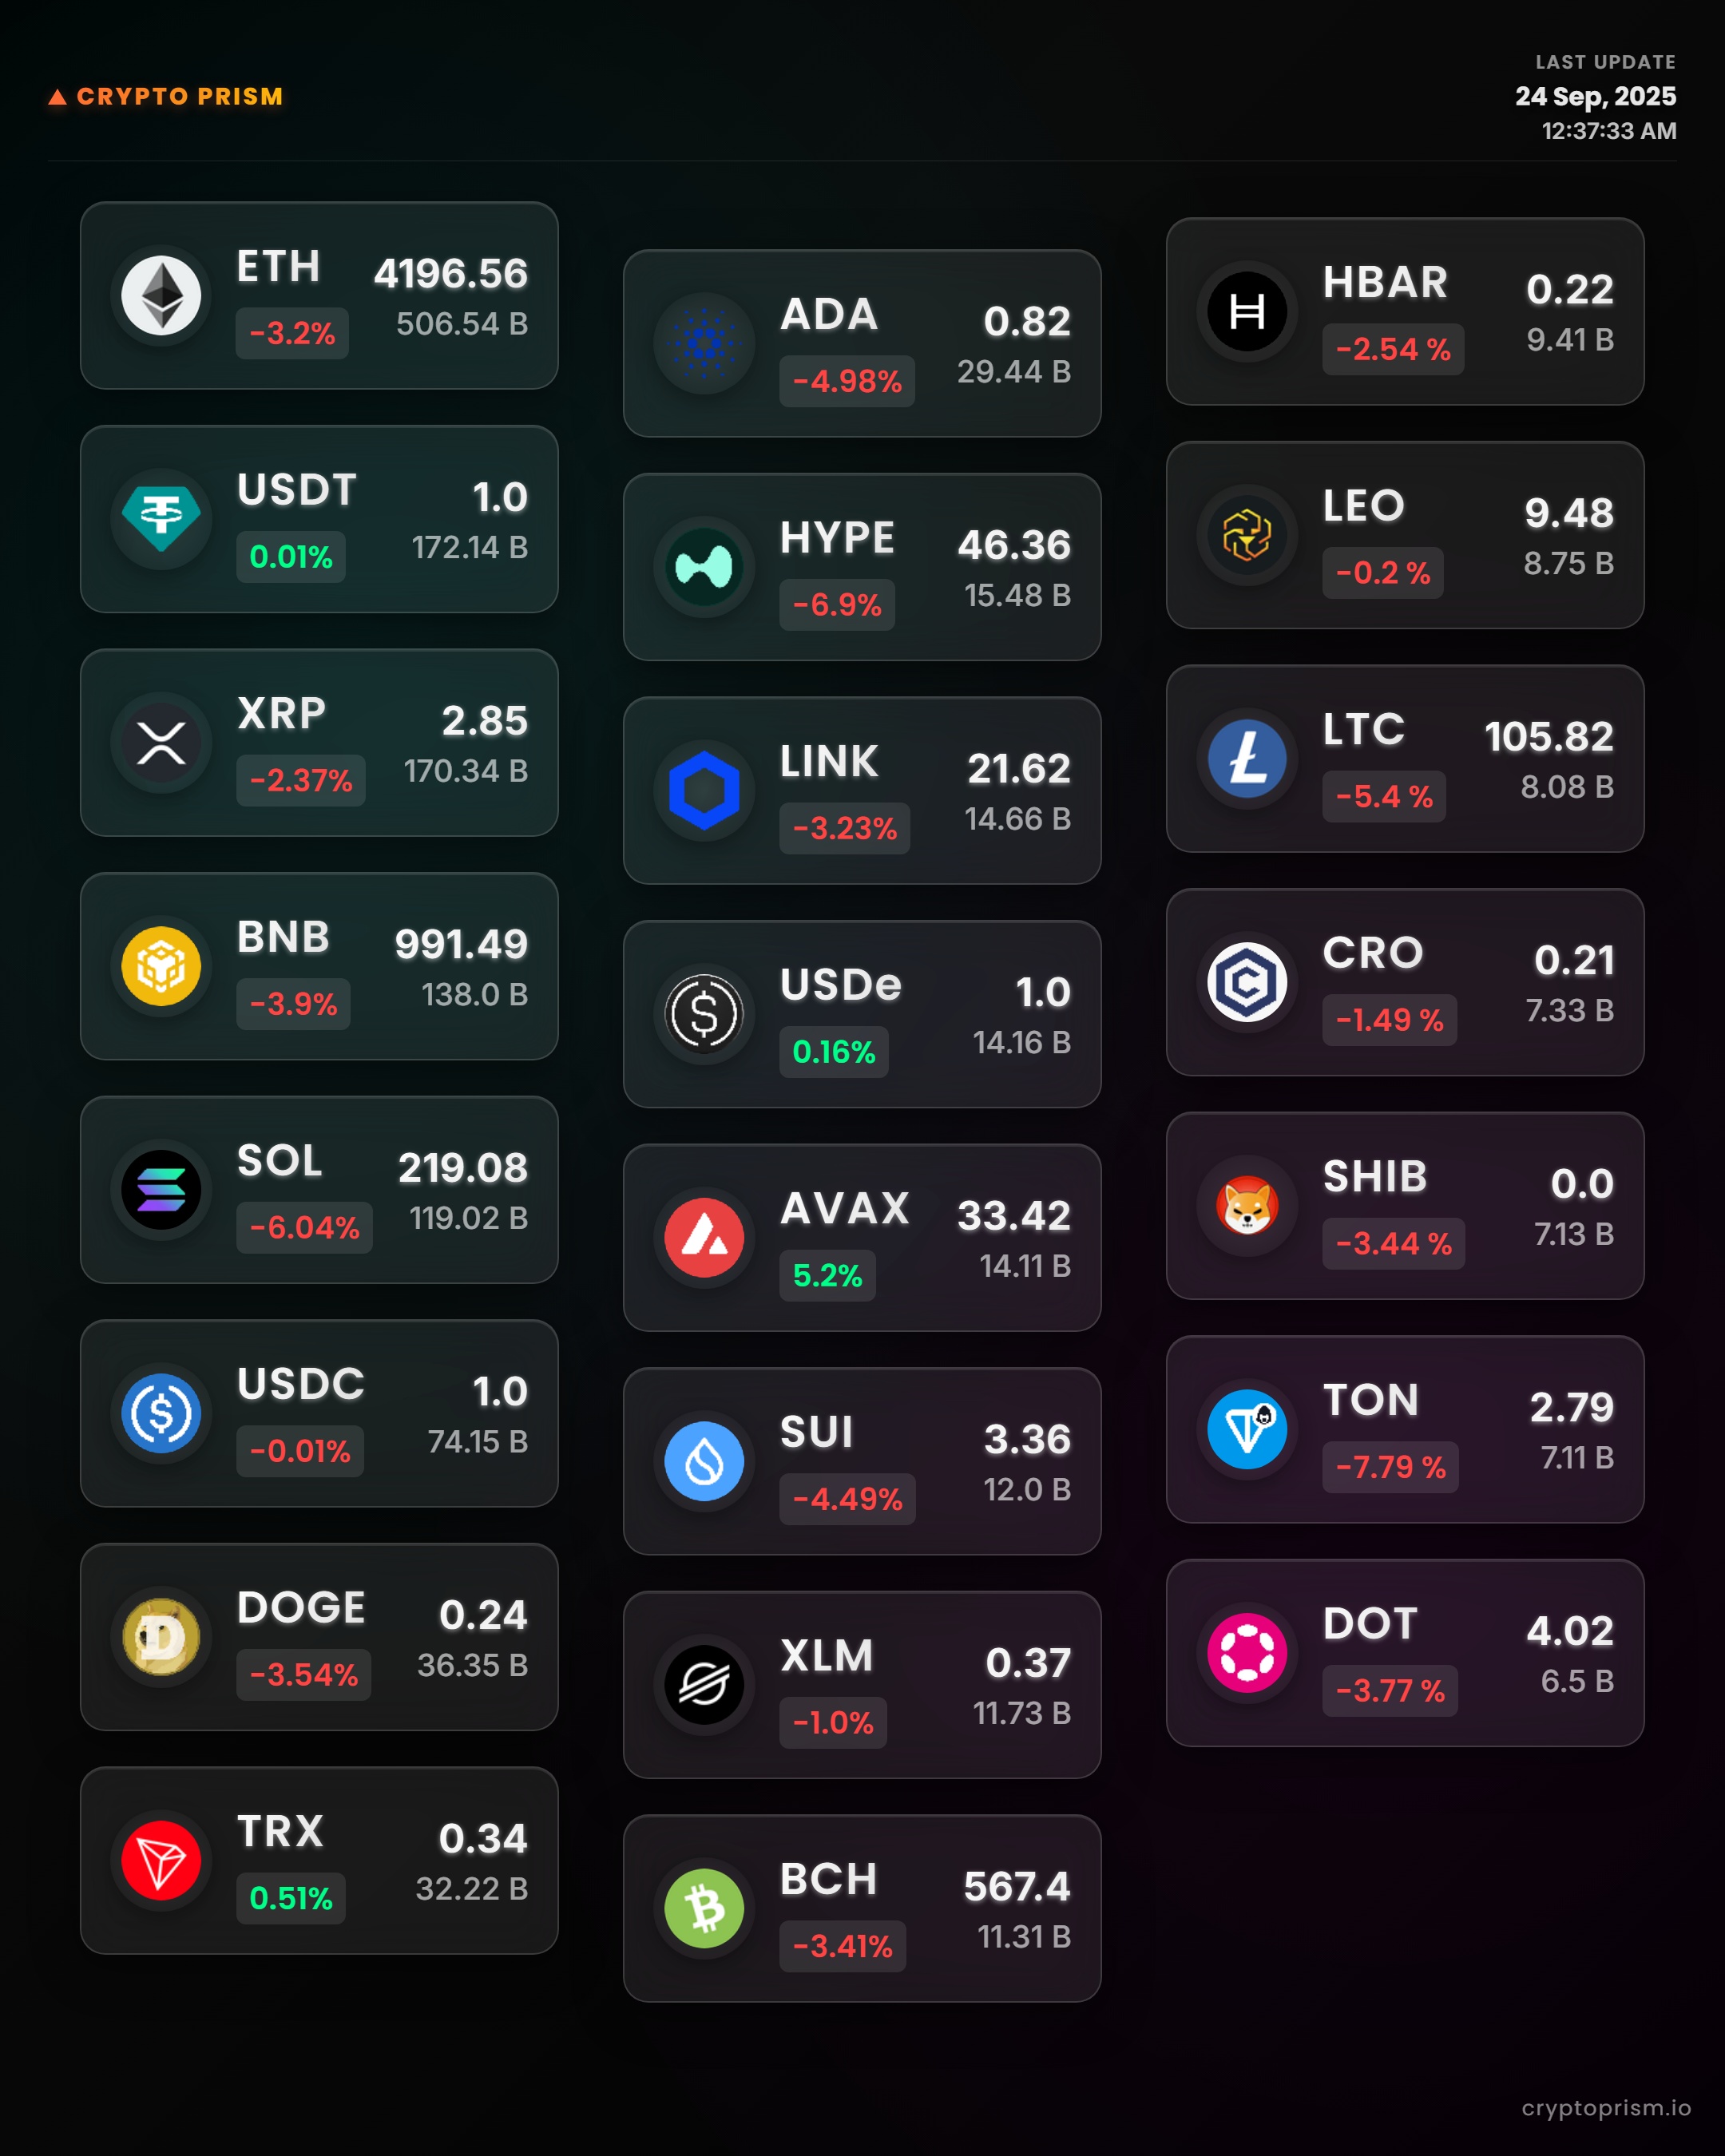 ▲ CRYPTO PRISM
LAST UPDATE
24 Sep, 2025
12:37:33 AM
ETH 4196.56
-3.2% 506.54 B
USDT 1.0
0.01% 172.14 B
XRP 2.85
-2.37% 170.34 B
BNB 991.49
-3.9% 138.0 B
SOL 219.08
-6.04% 119.02 B
USDC 1.0
-0.01% 74.15 B
DOGE 0.24
-3.54% 36.35 B
TRX 0.34
0.51% 32.22 B
ADA 0.82
-4.98% 29.44 B
HYPE 46.36
-6.9% 15.48 B
LINK 21.62
-3.23% 14.66 B
USDe 1.0
0.16% 14.16 B
AVAX 33.42
5.2% 14.11 B
SUI 3.36
-4.49% 12.0 B
XLM 0.37
-1.0% 11.73 B
BCH 567.4
-3.41% 11.31 B
HBAR 0.22
-2.54 % 9.41 B
LEO 9.48
-0.2 % 8.75 B
LTC 105.82
-5.4 % 8.08 B
CRO 0.21
-1.49 % 7.33 B
SHIB 0.0
-3.44 % 7.13 B
TON 2.79
-7.79 % 7.11 B
DOT 4.02
-3.77 % 6.5 B
cryptoprism.io